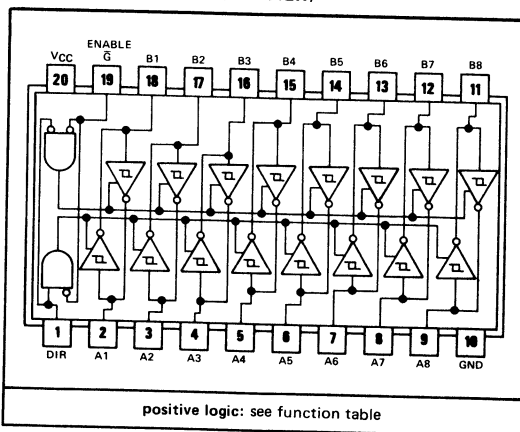 VCC ENABLE G̅ B1 B2 B3 B4 B5 B6 B7 B8
20 19 18 17 16 15 14 13 12 11
1 2 3 4 5 6 7 8 9 10
DIR A1 A2 A3 A4 A5 A6 A7 A8 GND
positive logic: see function table